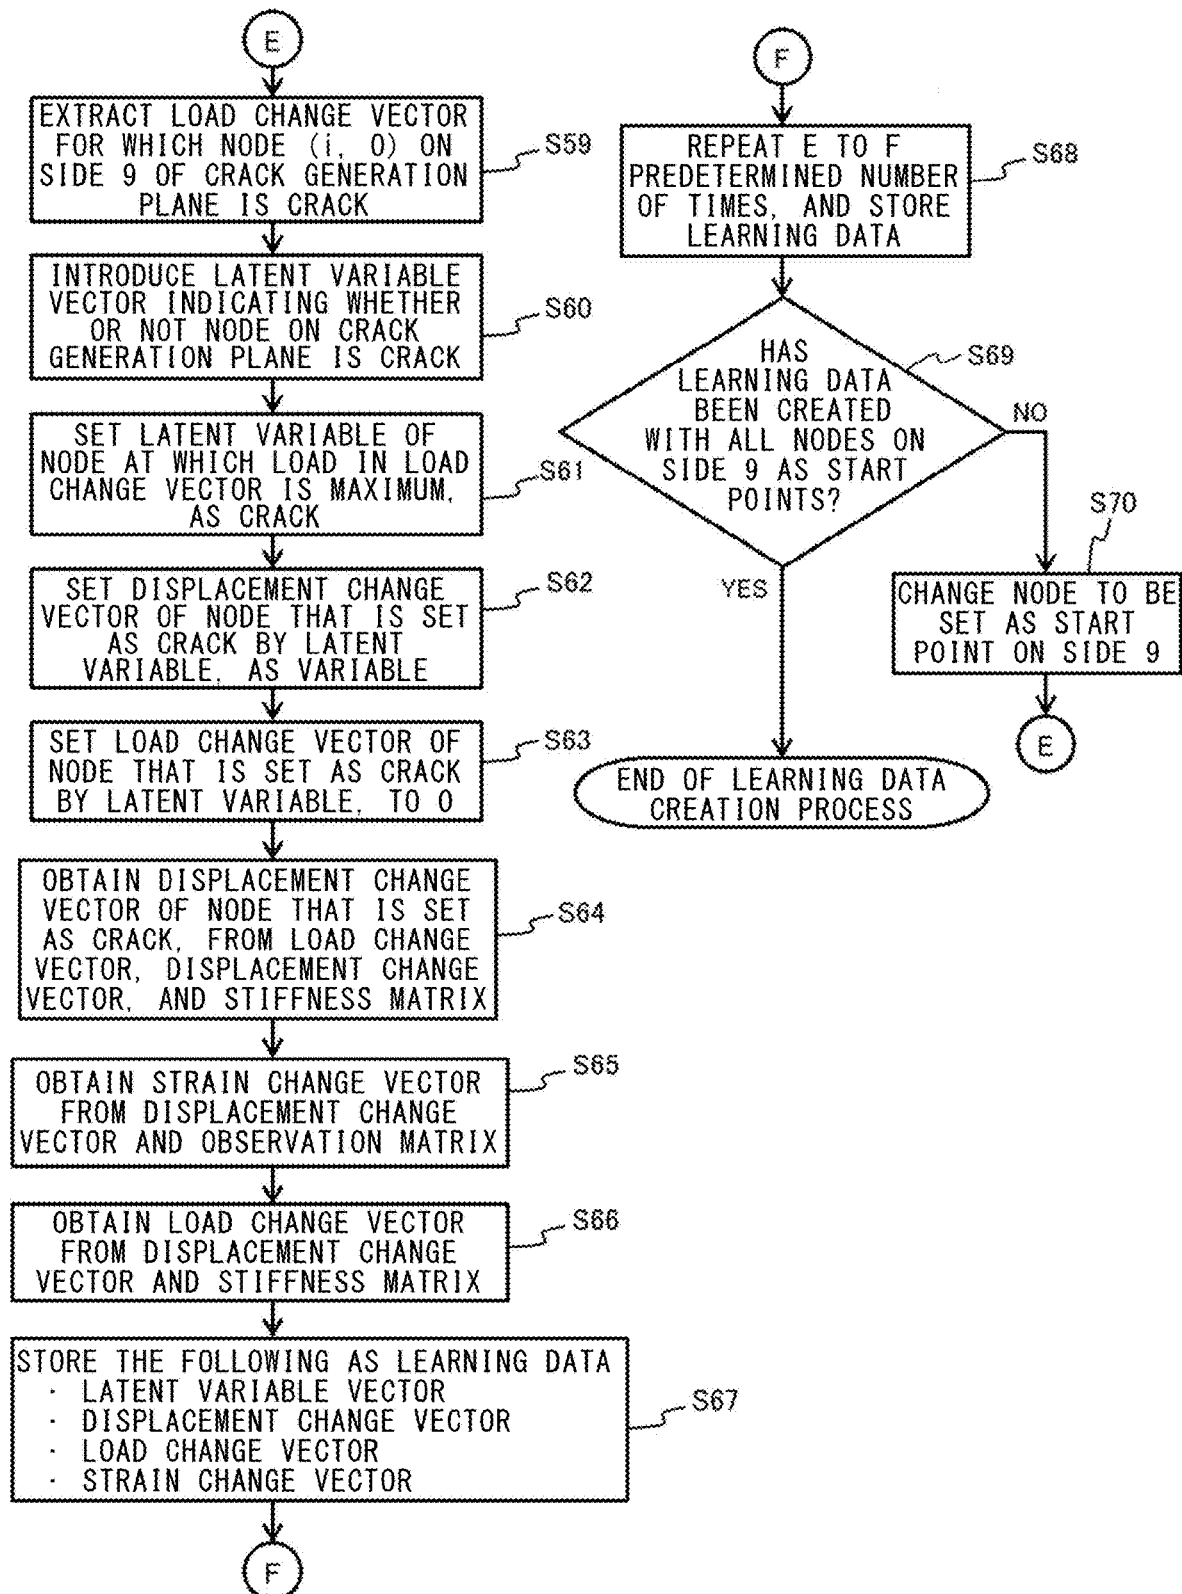 E
EXTRACT LOAD CHANGE VECTOR
FOR WHICH NODE (i, 0) ON
SIDE 9 OF CRACK GENERATION
PLANE IS CRACK
S59
INTRODUCE LATENT VARIABLE
VECTOR INDICATING WHETHER
OR NOT NODE ON CRACK
GENERATION PLANE IS CRACK
S60
SET LATENT VARIABLE OF
NODE AT WHICH LOAD IN LOAD
CHANGE VECTOR IS MAXIMUM,
AS CRACK
S61
SET DISPLACEMENT CHANGE
VECTOR OF NODE THAT IS SET
AS CRACK BY LATENT
VARIABLE, AS VARIABLE
S62
SET LOAD CHANGE VECTOR OF
NODE THAT IS SET AS CRACK
BY LATENT VARIABLE, TO 0
S63
OBTAIN DISPLACEMENT CHANGE
VECTOR OF NODE THAT IS SET
AS CRACK, FROM LOAD CHANGE
VECTOR, DISPLACEMENT CHANGE
VECTOR, AND STIFFNESS MATRIX
S64
OBTAIN STRAIN CHANGE VECTOR
FROM DISPLACEMENT CHANGE
VECTOR AND OBSERVATION MATRIX
S65
OBTAIN LOAD CHANGE VECTOR
FROM DISPLACEMENT CHANGE
VECTOR AND STIFFNESS MATRIX
S66
STORE THE FOLLOWING AS LEARNING DATA
· LATENT VARIABLE VECTOR
· DISPLACEMENT CHANGE VECTOR
· LOAD CHANGE VECTOR
· STRAIN CHANGE VECTOR
S67
F
F
REPEAT E TO F
PREDETERMINED NUMBER
OF TIMES, AND STORE
LEARNING DATA
S68
HAS
LEARNING DATA
BEEN CREATED
WITH ALL NODES ON
SIDE 9 AS START
POINTS?
S69
NO
YES
S70
CHANGE NODE TO BE
SET AS START
POINT ON SIDE 9
E
END OF LEARNING DATA
CREATION PROCESS